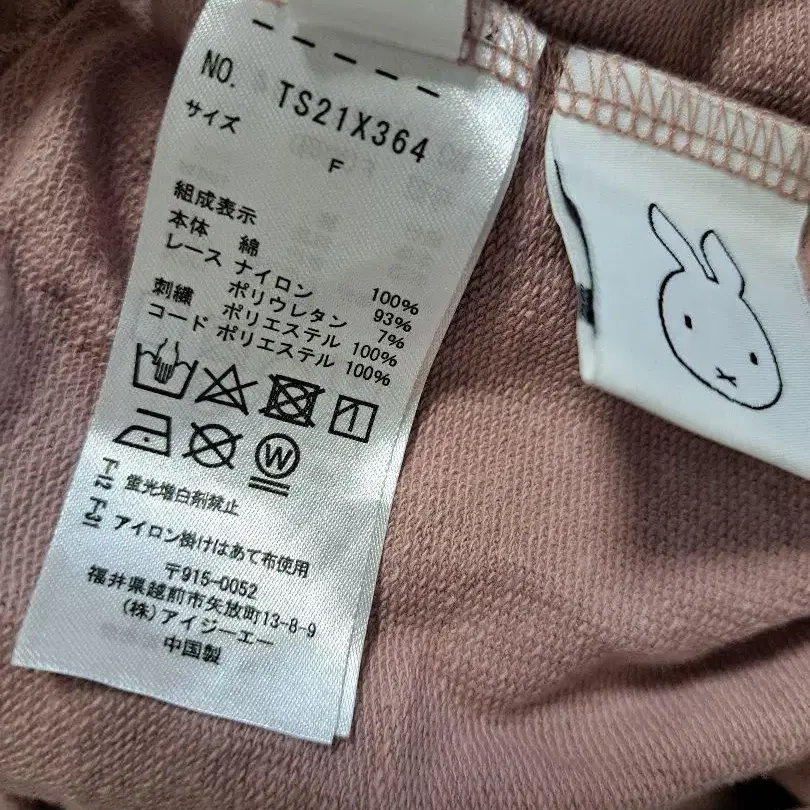 NO. TS21X364
サイズ
F
組成表示
本体 綿 100%
レース ナイロン 93%
ポリウレタン 7%
刺繍 ポリエステル 100%
コード ポリエステル 100%
W
蛍光増白剤禁止
アイロン掛けはあて布使用
〒915-0052
福井県越前市矢放町13-8-9
(株)アイジーエー
中国製